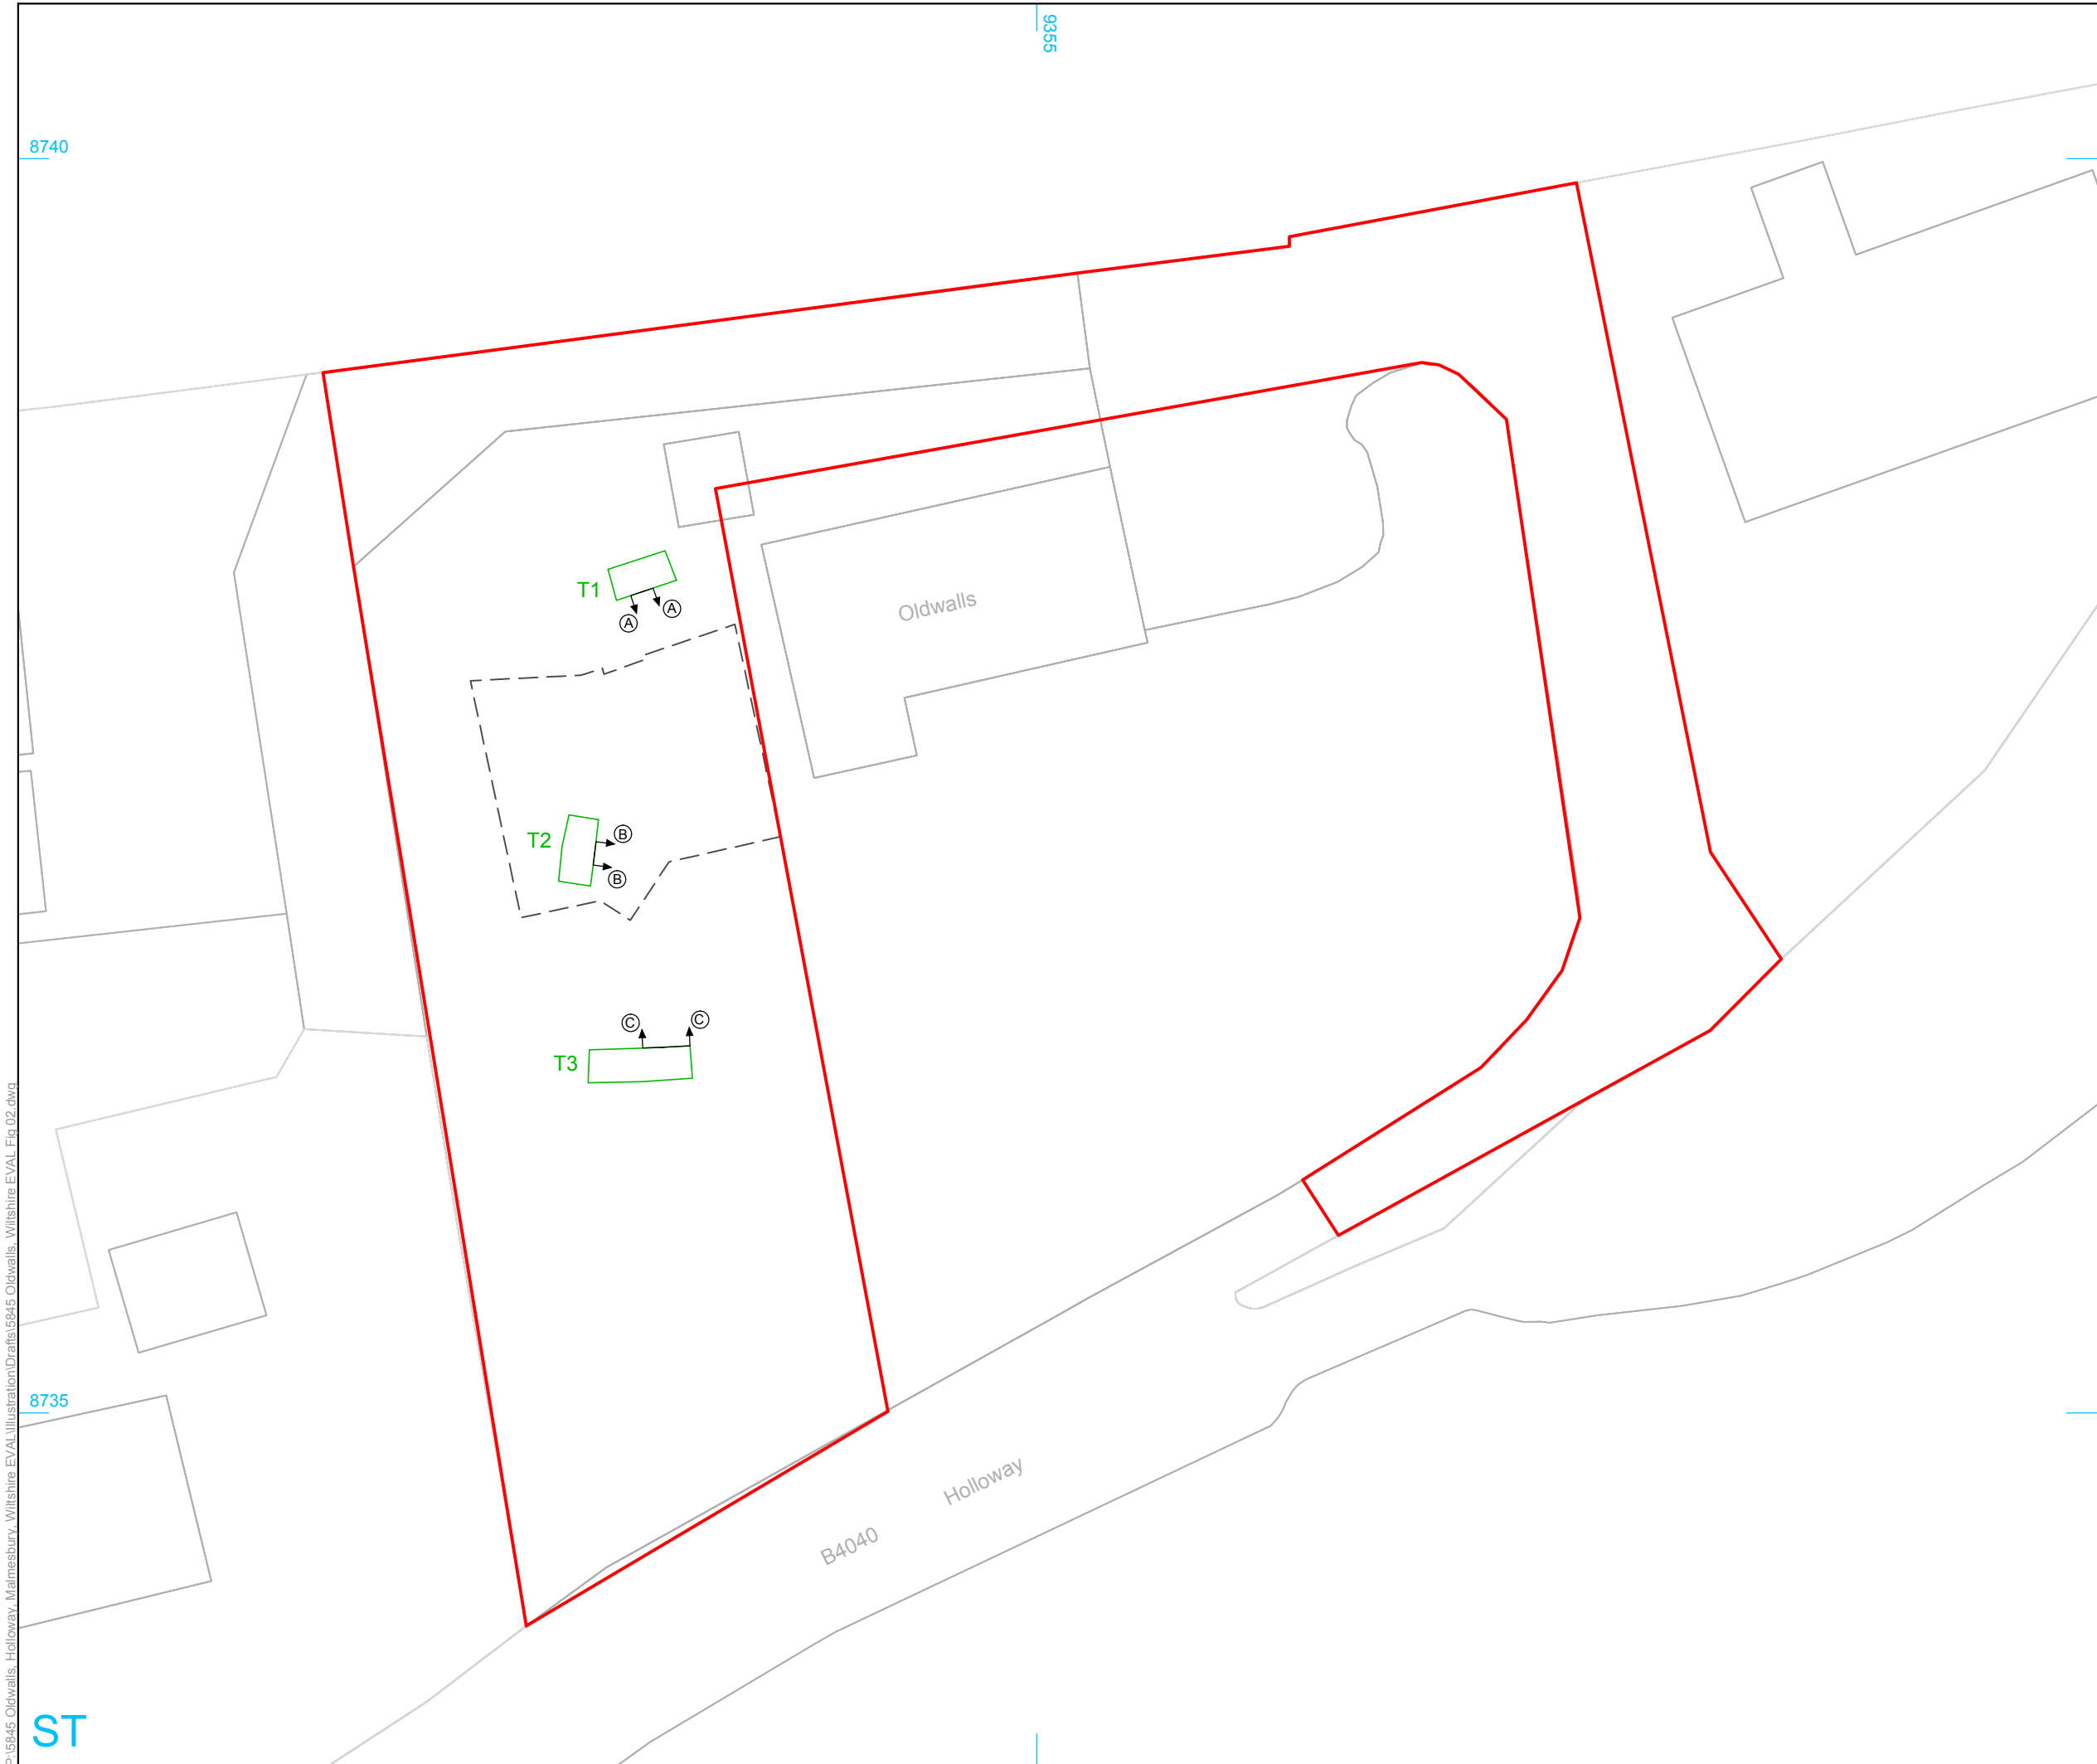 9355
8740
T1
Ⓐ
Ⓐ
Oldwalls
T2
Ⓑ
Ⓑ
Ⓒ
Ⓒ
T3
8735
Holloway
B4040
ST
P:\5845 Oldwalls, Holloway, Malmesbury, Wiltshire EVAL\Illustration\Drafts\5845 Oldwalls, Wiltshire EVAL Fig 02.dwg